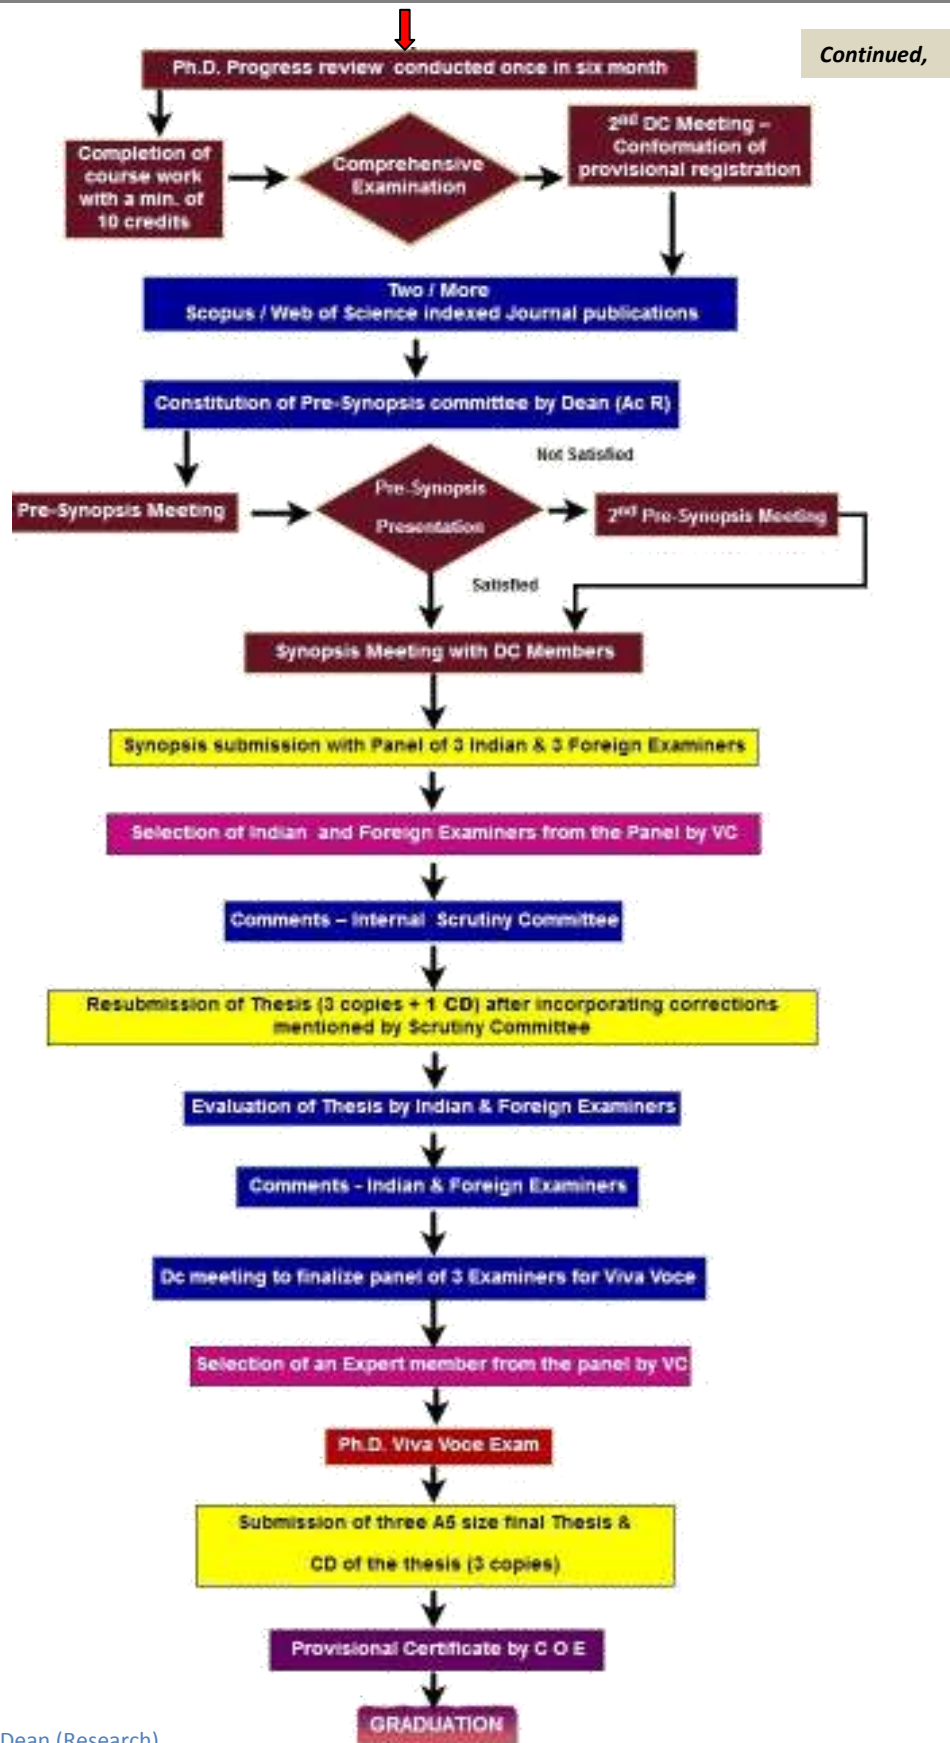 Continued,
Ph.D. Progress review conducted once in six month
Completion of
course work
with a min. of
10 credits
Comprehensive
Examination
2nd DC Meeting –
Conformation of
provisional registration
Two / More
Scopus / Web of Science indexed Journal publications
Constitution of Pre-Synopsis committee by Dean (Ac R)
Not Satisfied
Pre-Synopsis Meeting
Pre-Synopsis
Presentation
2nd Pre-Synopsis Meeting
Satisfied
Synopsis Meeting with DC Members
Synopsis submission with Panel of 3 Indian & 3 Foreign Examiners
Selection of Indian and Foreign Examiners from the Panel by VC
Comments – Internal Scrutiny Committee
Resubmission of Thesis (3 copies + 1 CD) after incorporating corrections
mentioned by Scrutiny Committee
Evaluation of Thesis by Indian & Foreign Examiners
Comments - Indian & Foreign Examiners
Dc meeting to finalize panel of 3 Examiners for Viva Voce
Selection of an Expert member from the panel by VC
Ph.D. Viva Voce Exam
Submission of three A5 size final Thesis &
CD of the thesis (3 copies)
Provisional Certificate by C O E
GRADUATION
Dean (Research)